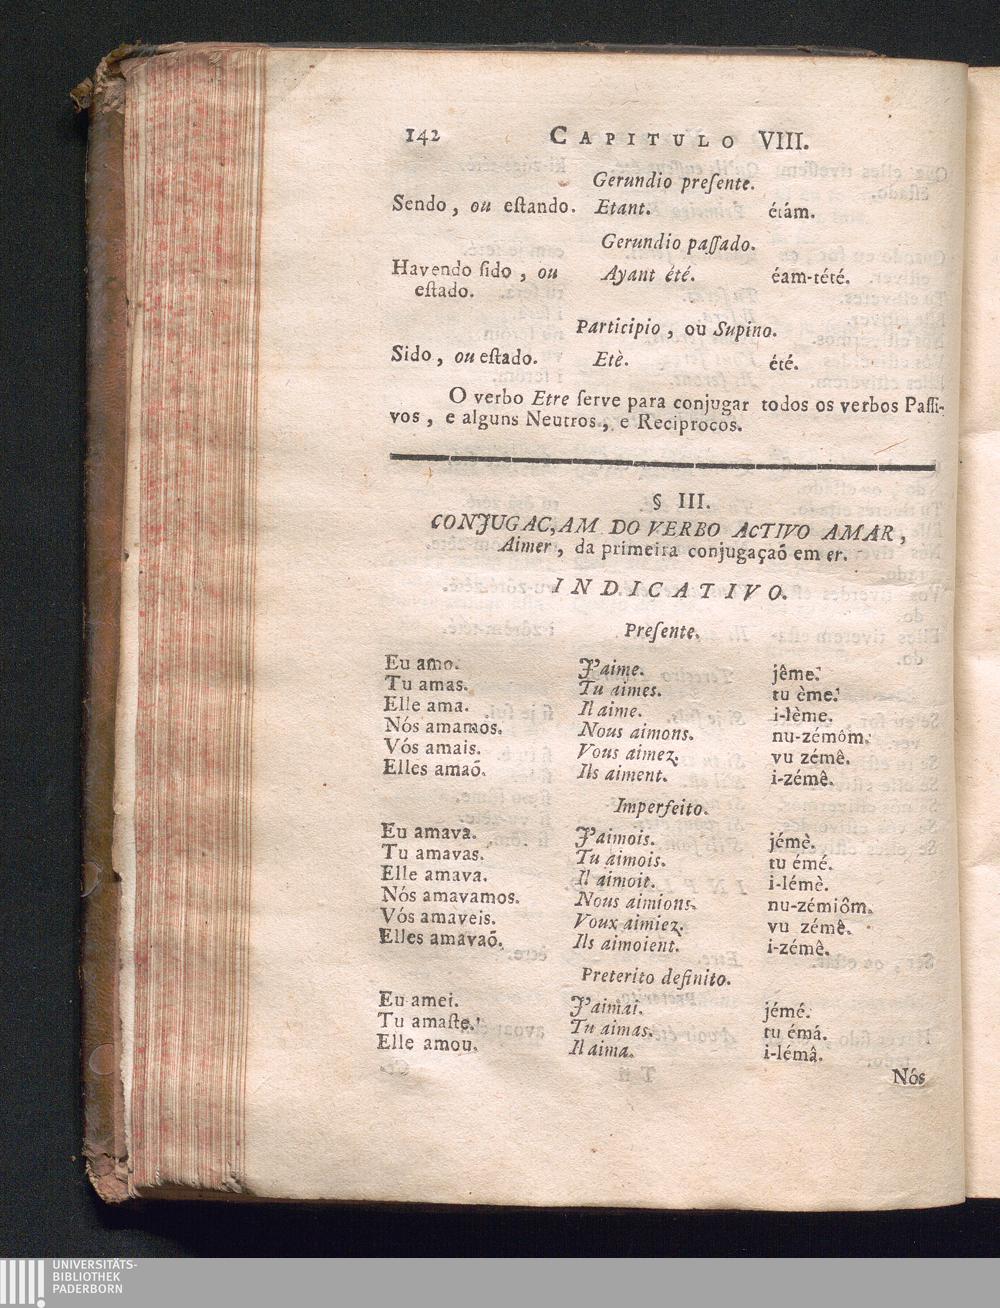 142 CAPITULO VIII.
Gerundio preſente.
Sendo, ou eſtando. Etant. étám.
Gerundio paſſado.
Havendo ſido, ou Ayant été. éam-tété.
eſtado.
Participio, ou Supino.
Sido, ou eſtado. Etè. été.
O verbo Etre ſerve para conjugar todos os verbos Paſſi-
vos, e alguns Neutros, e Reciprocos.
§ III.
CONJUGAC,AM DO VERBO ACTIVO AMAR,
Aimer, da primeira conjugaçaõ em er.
INDICATIVO.
Preſente.
Eu amo. J'aime. jême.
Tu amas. Tu aimes. tu ème.
Elle ama. Il aime. i-lème.
Nós amamos. Nous aimons. nu-zémôm.
Vós amais. Vous aimez. vu zémê.
Elles amaõ. Ils aiment. i-zémê.
Imperfeito.
Eu amava. J'aimois. jémè.
Tu amavas. Tu aimois. tu émé.
Elle amava. Il aimoit. i-lémè.
Nós amavamos. Nous aimions. nu-zémiôm.
Vós amaveis. Voux aimiez. vu zémê.
Elles amavaõ. Ils aimoient. i-zémê.
Preterito definito.
Eu amei. J'aimai. jémé.
Tu amaſte. Tu aimas. tu émá.
Elle amou. Il aima. i-lémâ.
Nós
UNIVERSITÄTS-
BIBLIOTHEK
PADERBORN